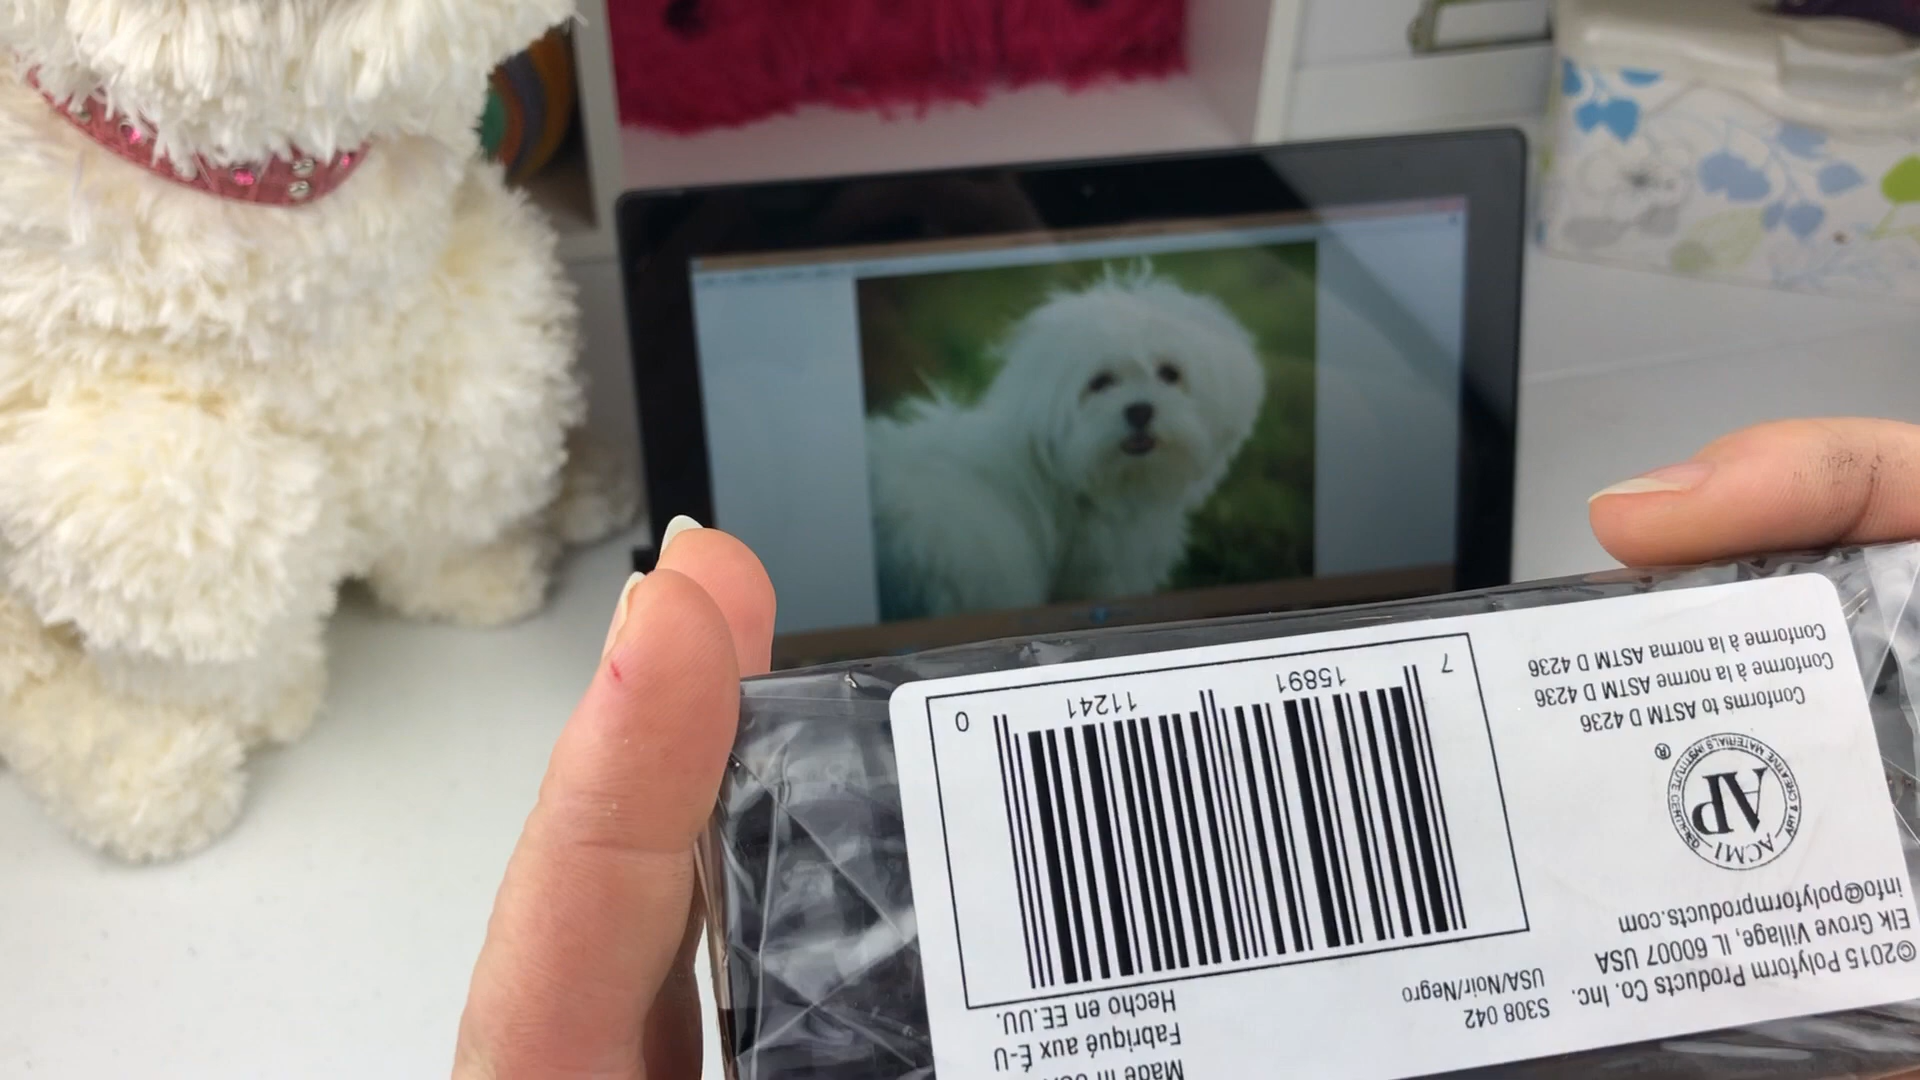 Made in
Fabriqué aux É-U
Hecho en EE.UU.
S308 042
USA/Noir/Negro
7 15891 11241 0
©2015 Polyform Products Co. Inc.
Elk Grove Village, IL 60007 USA
info@polyformproducts.com
ACMI
AP
ART & CREATIVE MATERIALS INSTITUTE CERTIFIED
®
Conforms to ASTM D 4236
Conforme à la norme ASTM D 4236
Conforme à la norma ASTM D 4236